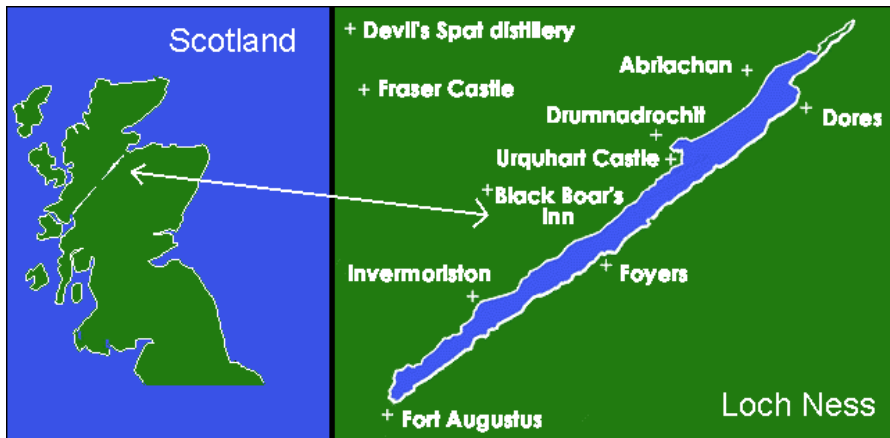 Scotland
Devil's Spat distillery
Abriachan
Fraser Castle
Drumnadrochit
Dores
Urquhart Castle
Black Boar's
Inn
Invermoriston
Foyers
Loch Ness
Fort Augustus